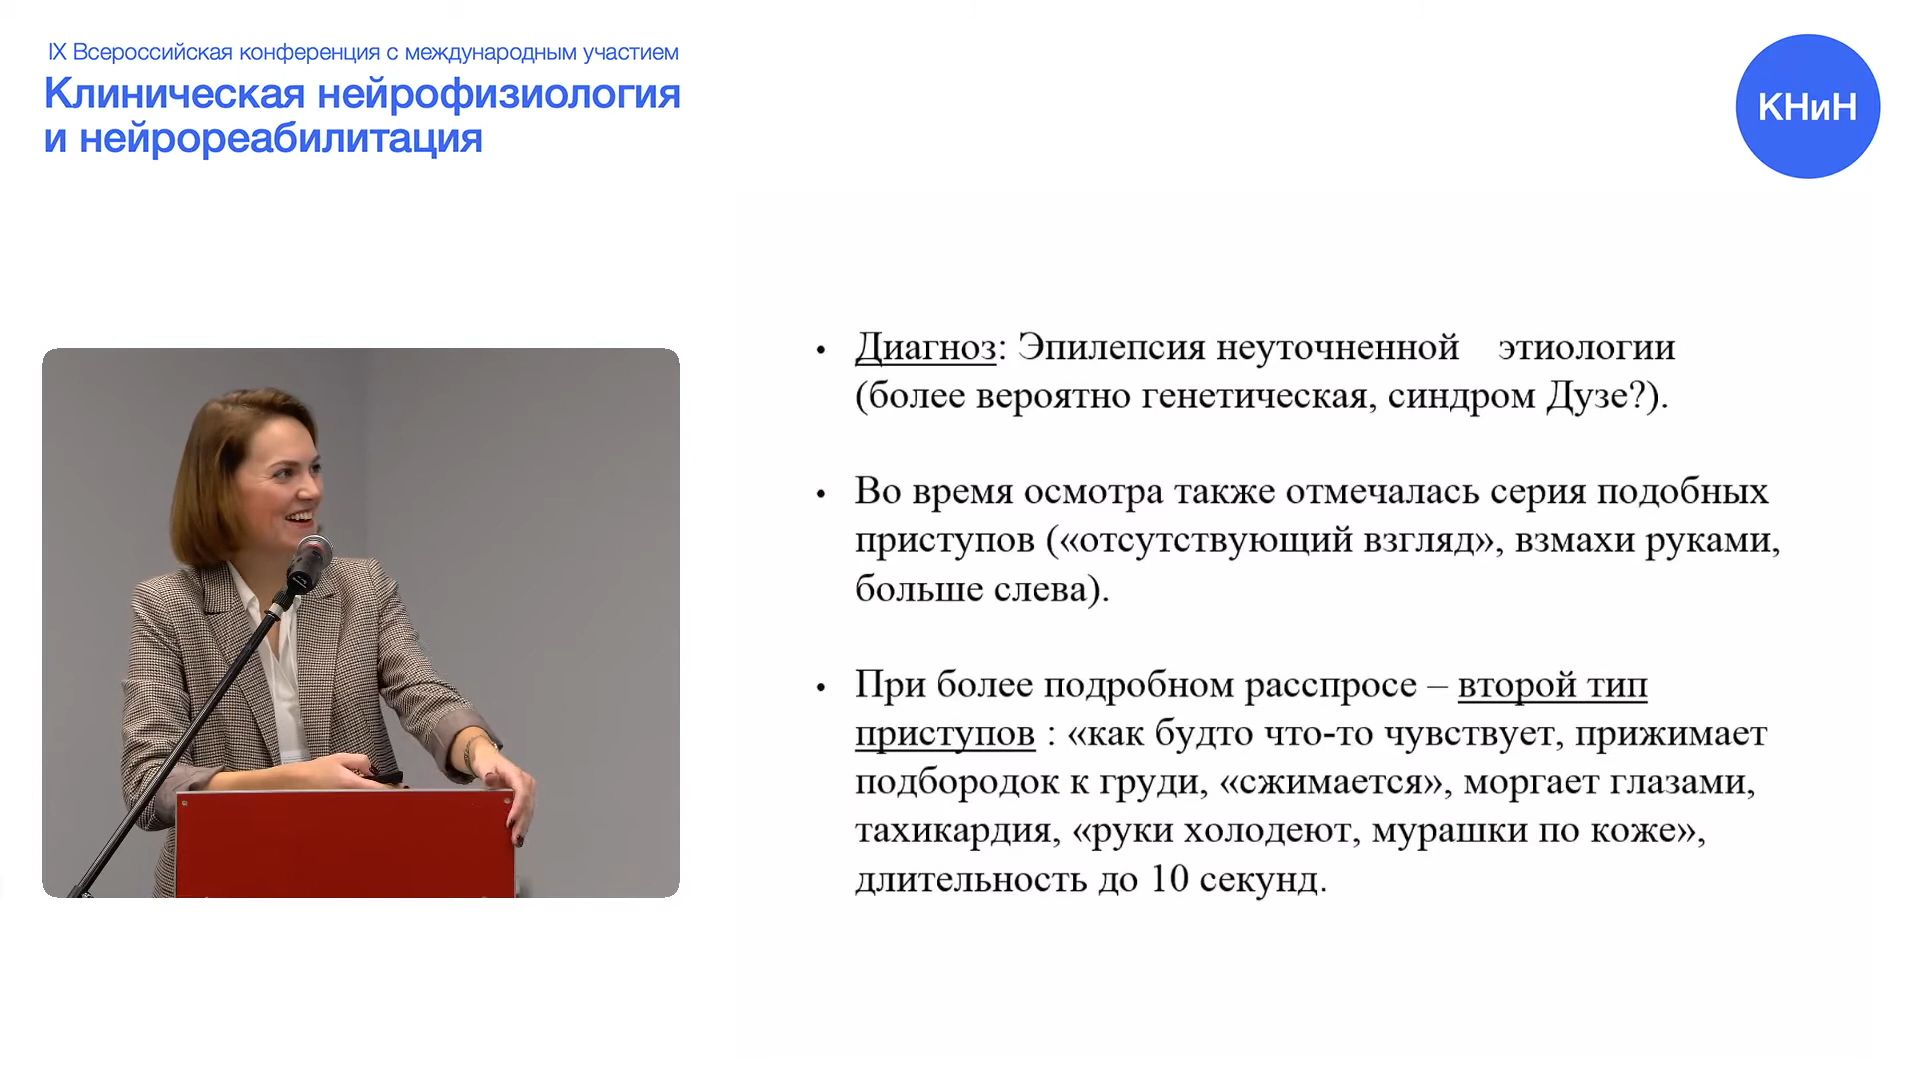 IX Всероссийская конференция с международным участием
Клиническая нейрофизиология
и нейрореабилитация
КНиН
• Диагноз: Эпилепсия неуточненной этиологии
(более вероятно генетическая, синдром Дузе?).
• Во время осмотра также отмечалась серия подобных
приступов («отсутствующий взгляд», взмахи руками,
больше слева).
• При более подробном расспросе – второй тип
приступов : «как будто что-то чувствует, прижимает
подбородок к груди, «сжимается», моргает глазами,
тахикардия, «руки холодеют, мурашки по коже»,
длительность до 10 секунд.